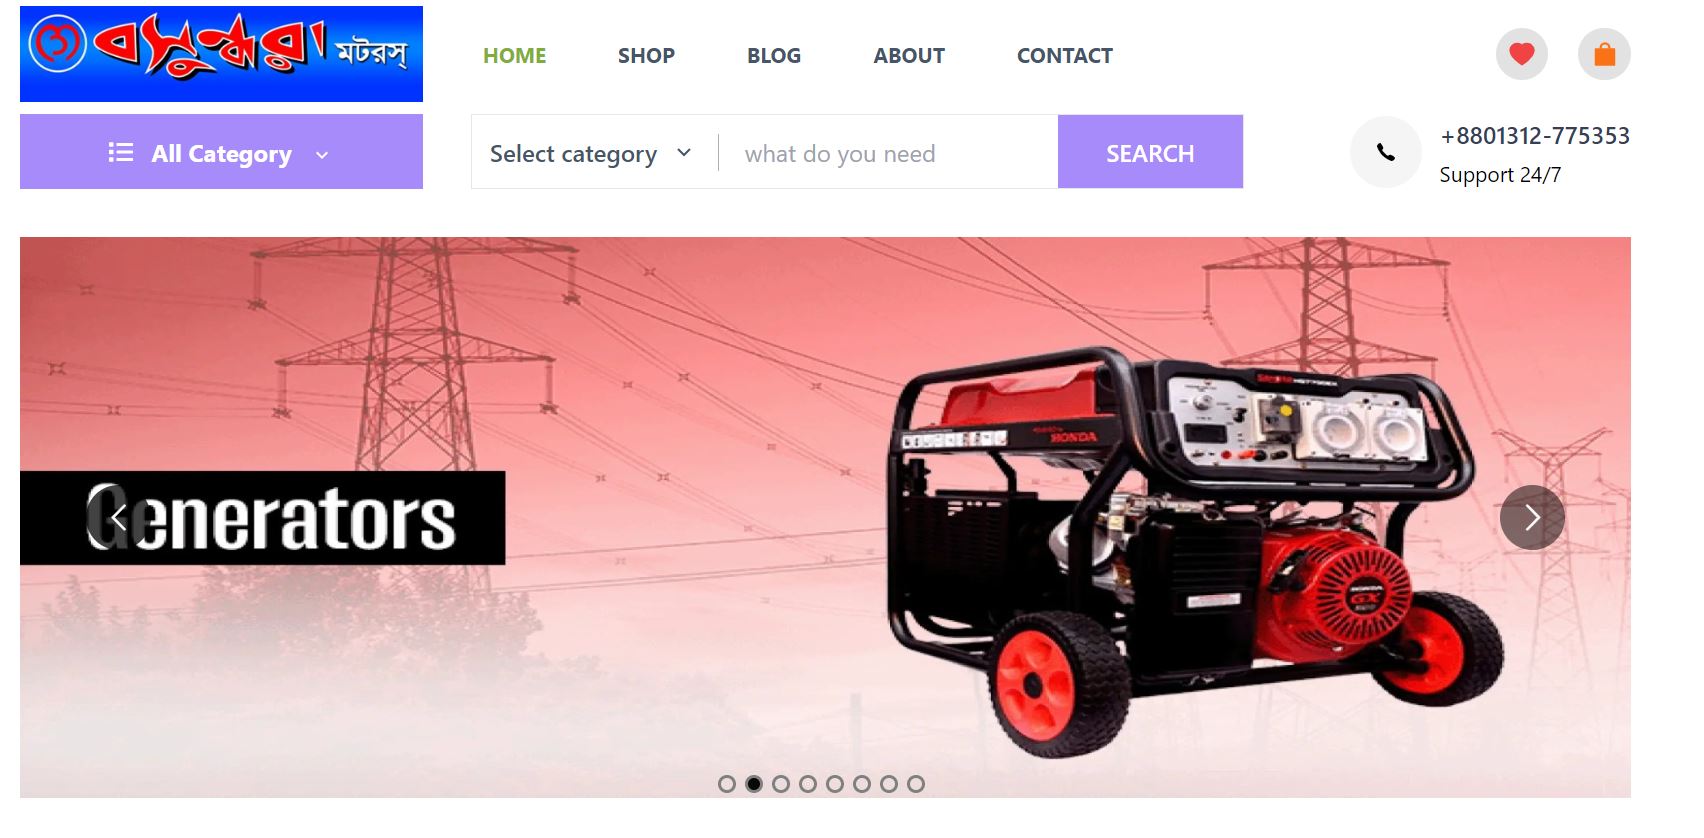 বসুন্ধরা মটরস্
HOME SHOP BLOG ABOUT CONTACT
All Category
Select category
what do you need
SEARCH
+8801312-775353
Support 24/7
Generators
HONDA
HONDA
GX